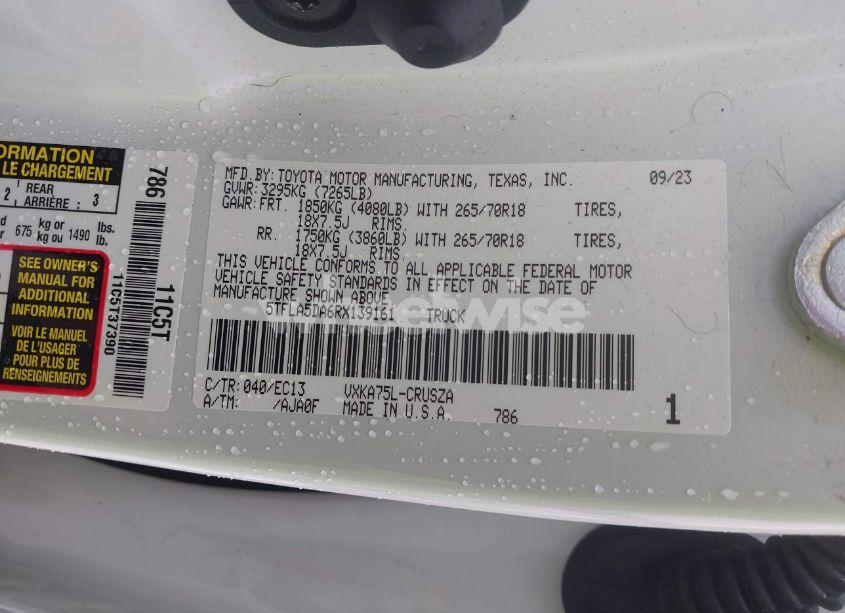 ORMATION
LE CHARGEMENT
2 REAR ARRIÈRE : 3
kg or kg ou
675
1490
lbs. lb.
SEE OWNER'S
MANUAL FOR
ADDITIONAL
INFORMATION
VOIR LE MANUEL
DE L'USAGER
POUR PLUS DE
RENSEIGNEMENTS
786
11C5T
11C5T37390
MFD.BY:TOYOTA MOTOR MANUFACTURING, TEXAS, INC. 09/23
GVWR:3295KG (7265LB)
GAWR:FRT. 1850KG (4080LB) WITH 265/70R18 TIRES,
18X7.5J RIMS
RR. 1750KG (3860LB) WITH 265/70R18 TIRES,
18X7.5J RIMS.
THIS VEHICLE CONFORMS TO ALL APPLICABLE FEDERAL MOTOR
VEHICLE SAFETY STANDARDS IN EFFECT ON THE DATE OF
MANUFACTURE SHOWN ABOVE.
5TFLA5DA6RX139161 TRUCK
C/TR:040/EC13 VXKA75L-CRUSZA
A/TM: /AJA0F MADE IN U.S.A. 786
1